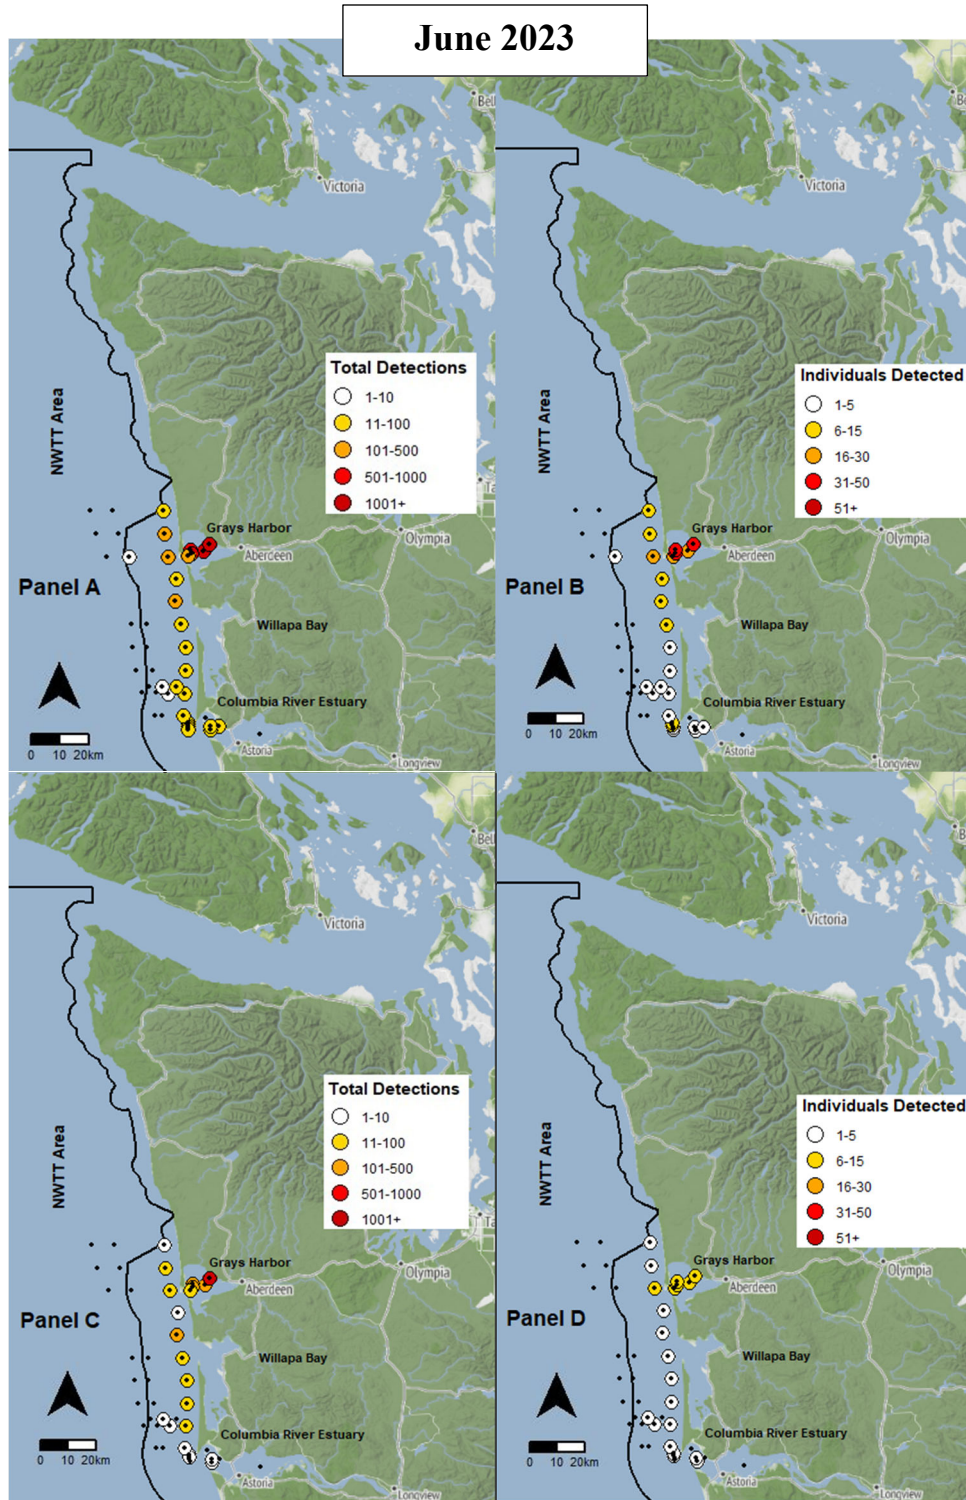 June 2023
Bel
Victoria
Total Detections
1-10
11-100
101-500
501-1000
1001+
NWTT Area
Grays Harbor
Aberdeen
Olympia
Ta
Panel A
Willapa Bay
Columbia River Estuary
Astoria
Longview
0 10 20km
Be
Victoria
Individuals Detected
1-5
6-15
16-30
31-50
51+
NWTT Area
Grays Harbor
Aberdeen
Olympia
Panel B
Willapa Bay
Columbia River Estuary
Astoria
Longview
0 10 20km
Bel
Victoria
Total Detections
1-10
11-100
101-500
501-1000
1001+
NWTT Area
Grays Harbor
Aberdeen
Olympia
Ta
Panel C
Willapa Bay
Columbia River Estuary
Astoria
Longview
0 10 20km
B
Victoria
Individuals Detected
1-5
6-15
16-30
31-50
51+
NWTT Area
Grays Harbor
Aberdeen
Olympia
Panel D
Willapa Bay
Columbia River Estuary
Astoria
Longview
0 10 20km